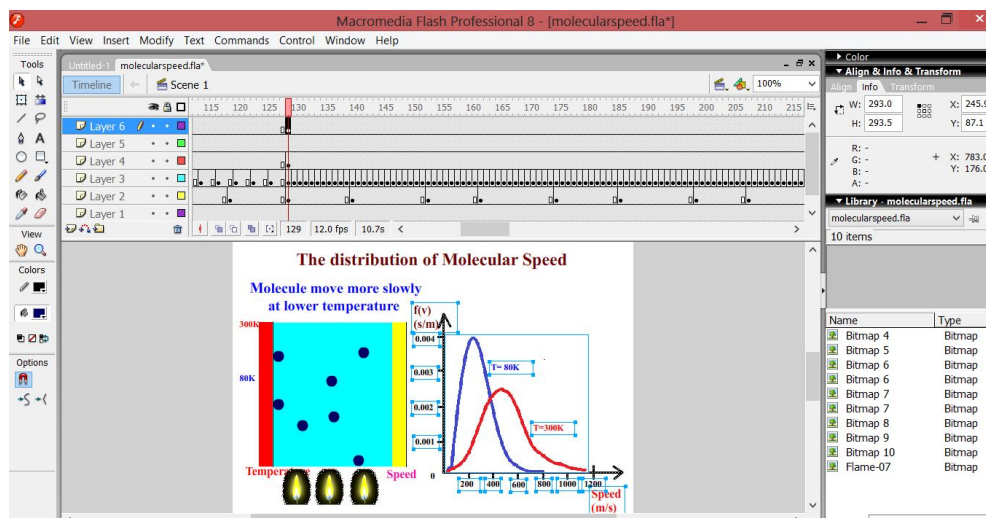 Macromedia Flash Professional 8 - [molecularspeed.fla*]
File Edit View Insert Modify Text Commands Control Window Help
Tools
View
Colors
Options
Untitled-1 molecularspeed.fla*
Timeline Scene 1 100%
115 120 125 130 135 140 145 150 155 160 165 170 175 180 185 190 195 200 205 210 215
Layer 6
Layer 5
Layer 4
Layer 3
Layer 2
Layer 1
129 12.0 fps 10.7s
The distribution of Molecular Speed
Molecule move more slowly
at lower temperature
300K
80K
Temperature
Speed
f(v)
(s/m)
0.004
0.003
0.002
0.001
0
T= 80K
T=300K
200 400 600 800 1000 1200
Speed
(m/s)
Color
Align & Info & Transform
Align Info Transform
W: 293.0 X: 245.9
H: 293.5 Y: 87.1
R: -
G: - + X: 783.0
B: - Y: 176.0
A: -
Library - molecularspeed.fla
molecularspeed.fla
10 items
Name Type
Bitmap 4 Bitmap
Bitmap 5 Bitmap
Bitmap 6 Bitmap
Bitmap 6 Bitmap
Bitmap 7 Bitmap
Bitmap 7 Bitmap
Bitmap 8 Bitmap
Bitmap 9 Bitmap
Bitmap 10 Bitmap
Flame-07 Bitmap